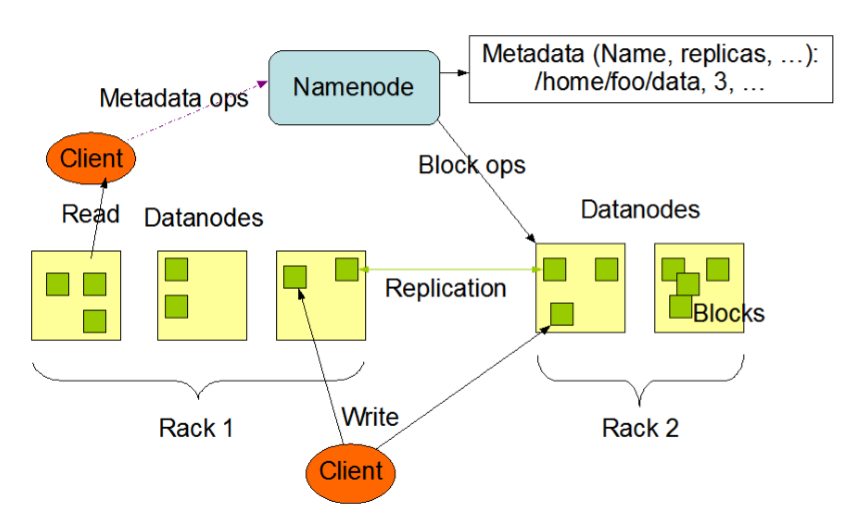 Metadata (Name, replicas, …):
/home/foo/data, 3, …
Namenode
Metadata ops
Client
Block ops
Read
Datanodes
Datanodes
Replication
Blocks
Rack 1
Write
Rack 2
Client